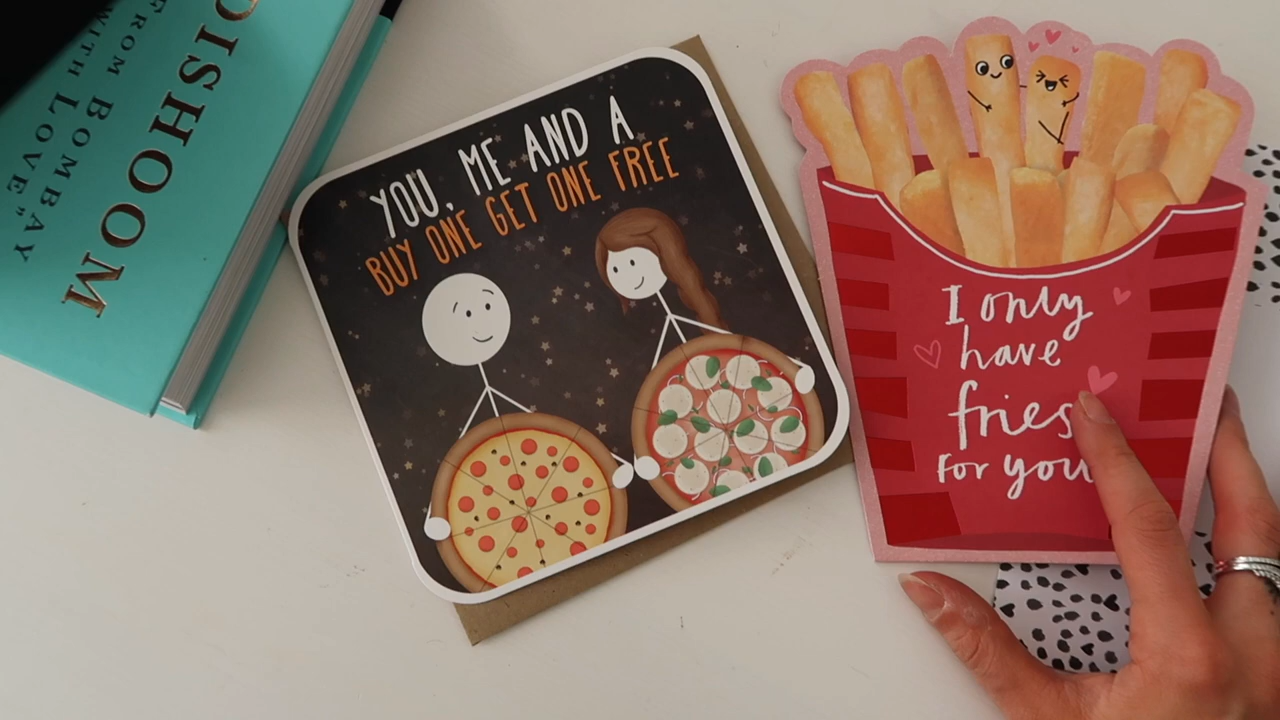 DISHOOM
"FROM BOMBAY
WITH LOVE"
YOU, ME AND A
BUY ONE GET ONE FREE
I only
have
fries
For you